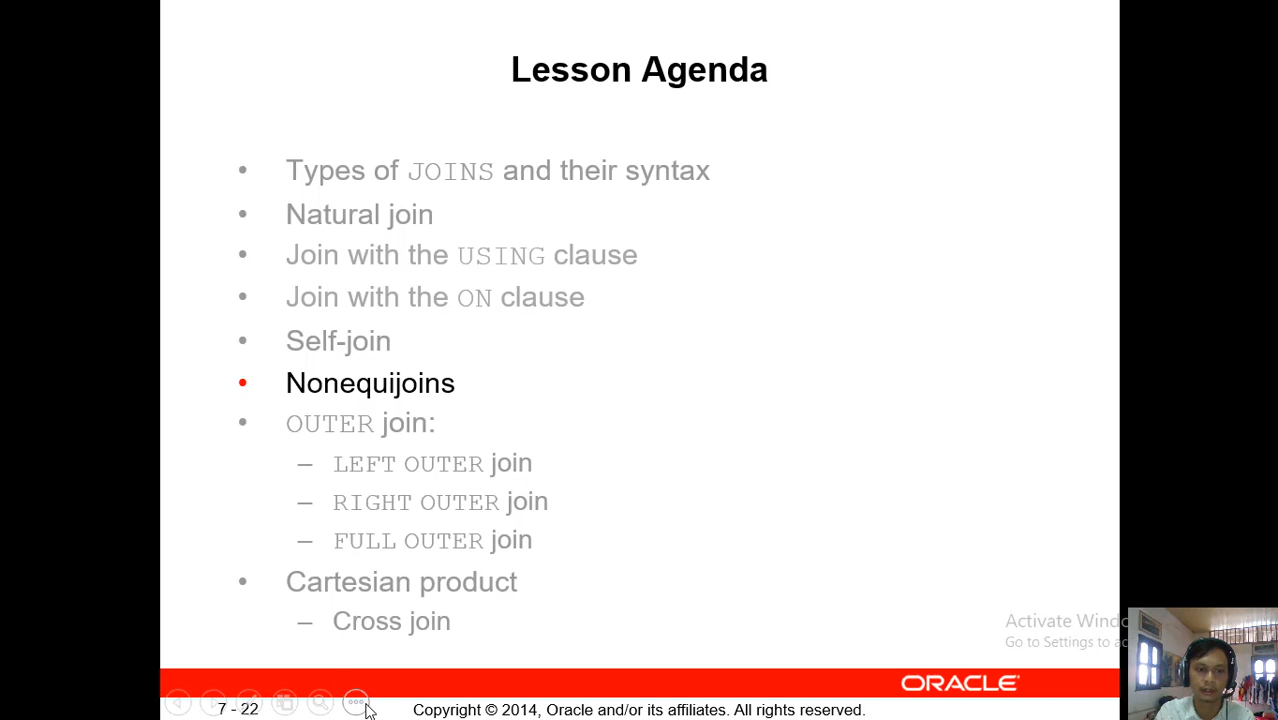 Lesson Agenda
• Types of JOINS and their syntax
• Natural join
• Join with the USING clause
• Join with the ON clause
• Self-join
• Nonequijoins
• OUTER join:
– LEFT OUTER join
– RIGHT OUTER join
– FULL OUTER join
• Cartesian product
– Cross join
Activate Windo
Go to Settings to ac
ORACLE
7 - 22
Copyright © 2014, Oracle and/or its affiliates. All rights reserved.